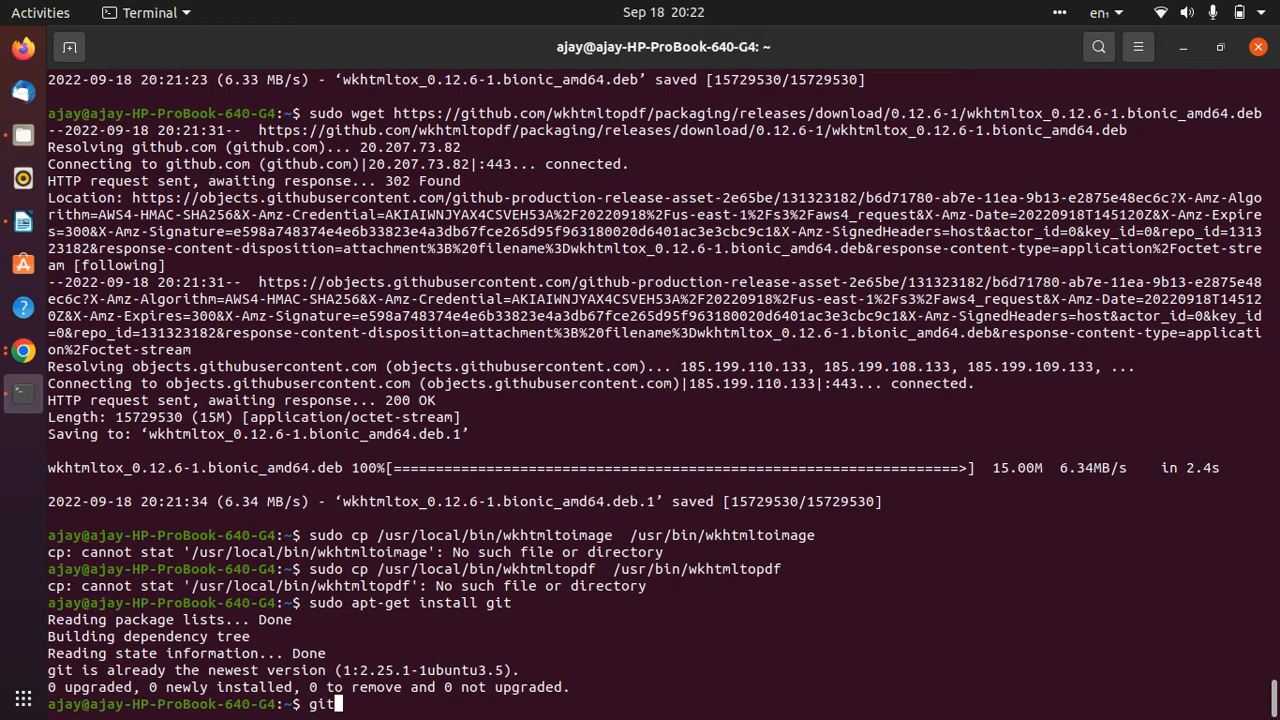 Activities
Terminal
Sep 18 20:22
en₁
ajay@ajay-HP-ProBook-640-G4: ~
2022-09-18 20:21:23 (6.33 MB/s) - ‘wkhtmltox_0.12.6-1.bionic_amd64.deb’ saved [15729530/15729530]
ajay@ajay-HP-ProBook-640-G4:~$ sudo wget https://github.com/wkhtmltopdf/packaging/releases/download/0.12.6-1/wkhtmltox_0.12.6-1.bionic_amd64.deb
--2022-09-18 20:21:31--  https://github.com/wkhtmltopdf/packaging/releases/download/0.12.6-1/wkhtmltox_0.12.6-1.bionic_amd64.deb
Resolving github.com (github.com)... 20.207.73.82
Connecting to github.com (github.com)|20.207.73.82|:443... connected.
HTTP request sent, awaiting response... 302 Found
Location: https://objects.githubusercontent.com/github-production-release-asset-2e65be/131323182/b6d71780-ab7e-11ea-9b13-e2875e48ec6c?X-Amz-Algo
rithm=AWS4-HMAC-SHA256&X-Amz-Credential=AKIAIWNJYAX4CSVEH53A%2F20220918%2Fus-east-1%2Fs3%2Faws4_request&X-Amz-Date=20220918T145120Z&X-Amz-Expire
s=300&X-Amz-Signature=e598a748374e4e6ab67fce265d95f963180020d6401ac3e3cbc9c1&X-Amz-SignedHeaders=host&actor_id=0&key_id=0&repo_id=1313
23182&response-content-disposition=attachment%3B%20filename%3Dwkhtmltox_0.12.6-1.bionic_amd64.deb&response-content-type=application%2Foctet-stre
am [following]
--2022-09-18 20:21:31--  https://objects.githubusercontent.com/github-production-release-asset-2e65be/131323182/b6d71780-ab7e-11ea-9b13-e2875e48
ec6c?X-Amz-Algorithm=AWS4-HMAC-SHA256&X-Amz-Credential=AKIAIWNJYAX4CSVEH53A%2F20220918%2Fus-east-1%2Fs3%2Faws4_request&X-Amz-Date=20220918T14512
0Z&X-Amz-Expires=300&X-Amz-Signature=e598a748374e4e6ab67fce265d95f963180020d6401ac3e3cbc9c1&X-Amz-SignedHeaders=host&actor_id=0&key_id
=0&repo_id=131323182&response-content-disposition=attachment%3B%20filename%3Dwkhtmltox_0.12.6-1.bionic_amd64.deb&response-content-type=applicati
on%2Foctet-stream
Resolving objects.githubusercontent.com (objects.githubusercontent.com)... 185.199.110.133, 185.199.108.133, 185.199.109.133, ...
Connecting to objects.githubusercontent.com (objects.githubusercontent.com)|185.199.110.133|:443... connected.
HTTP request sent, awaiting response... 200 OK
Length: 15729530 (15M) [application/octet-stream]
Saving to: ‘wkhtmltox_0.12.6-1.bionic_amd64.deb.1’
wkhtmltox_0.12.6-1.bionic_amd64.deb 100%[===================================================================>]  15.00M  6.34MB/s    in 2.4s
2022-09-18 20:21:34 (6.34 MB/s) - ‘wkhtmltox_0.12.6-1.bionic_amd64.deb.1’ saved [15729530/15729530]
ajay@ajay-HP-ProBook-640-G4:~$ sudo cp /usr/local/bin/wkhtmltoimage  /usr/bin/wkhtmltoimage
cp: cannot stat '/usr/local/bin/wkhtmltoimage': No such file or directory
ajay@ajay-HP-ProBook-640-G4:~$ sudo cp /usr/local/bin/wkhtmltopdf  /usr/bin/wkhtmltopdf
cp: cannot stat '/usr/local/bin/wkhtmltopdf': No such file or directory
ajay@ajay-HP-ProBook-640-G4:~$ sudo apt-get install git
Reading package lists... Done
Building dependency tree
Reading state information... Done
git is already the newest version (1:2.25.1-1ubuntu3.5).
0 upgraded, 0 newly installed, 0 to remove and 0 not upgraded.
ajay@ajay-HP-ProBook-640-G4:~$ git